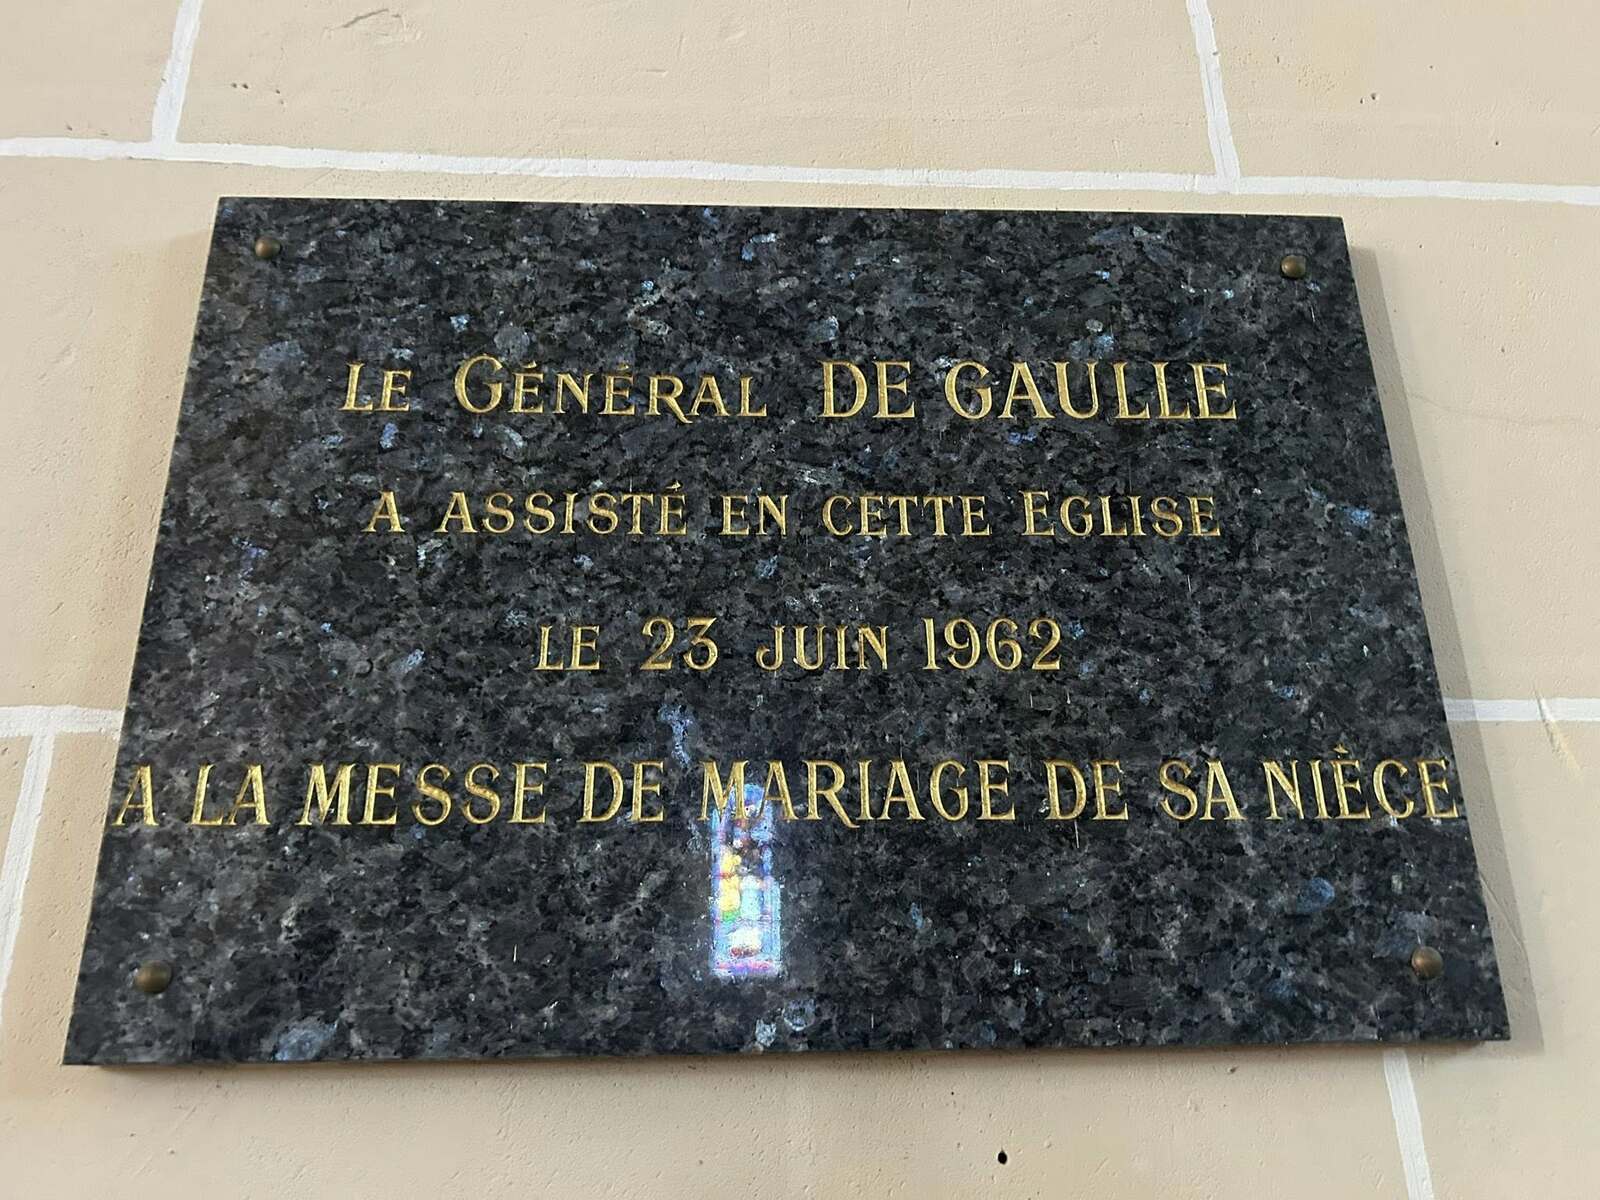 LE GÉNÉRAL DE GAULLE
A ASSISTÉ EN CETTE EGLISE
LE 23 JUIN 1962
A LA MESSE DE MARIAGE DE SA NIÈCE